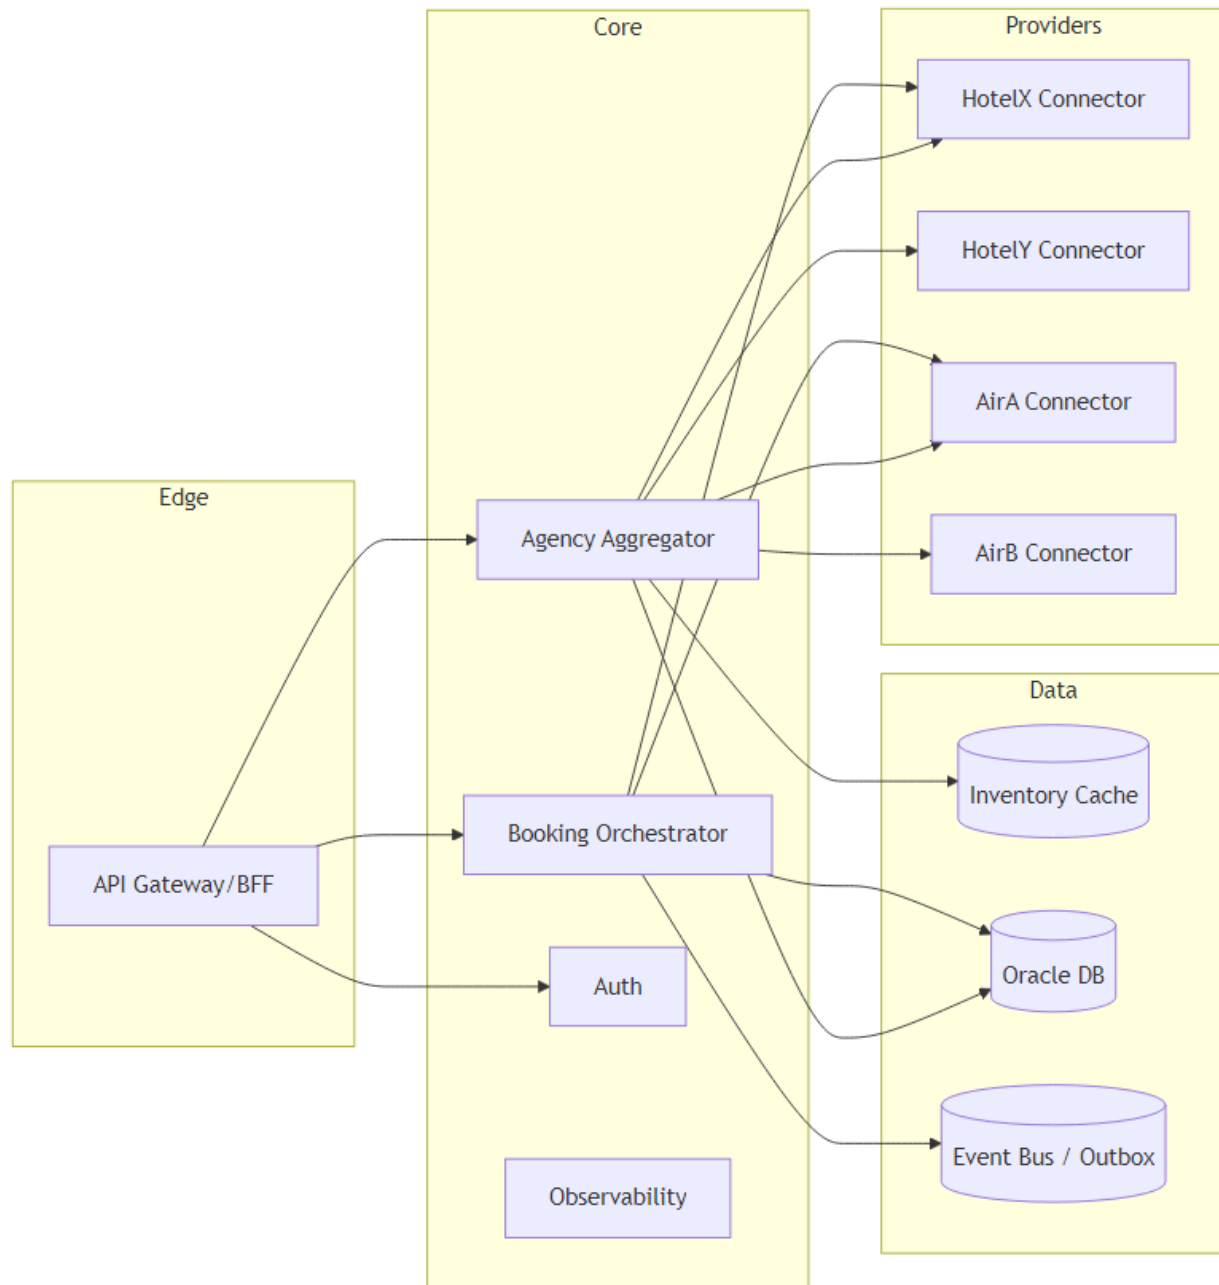 Edge
API Gateway/BFF
Core
Agency Aggregator
Booking Orchestrator
Auth
Observability
Providers
HotelX Connector
HotelY Connector
AirA Connector
AirB Connector
Data
Inventory Cache
Oracle DB
Event Bus / Outbox